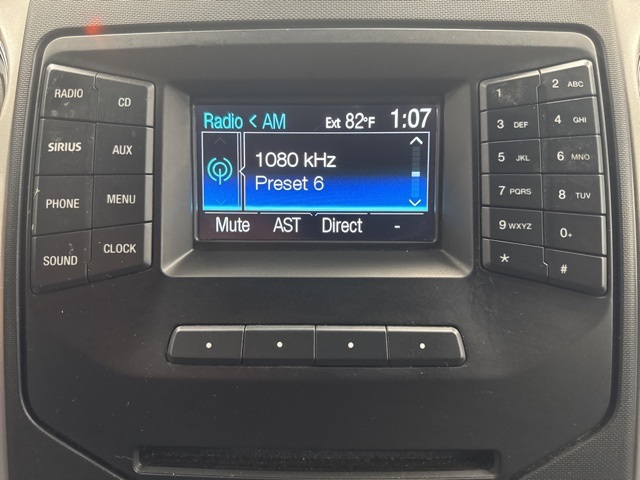 RADIO
CD
SIRIUS
AUX
PHONE
MENU
SOUND
CLOCK
Radio < AM Ext 82°F 1:07
1080 kHz
Preset 6
Mute AST Direct -
1
2 ABC
3 DEF
4 GHI
5 JKL
6 MNO
7 PQRS
8 TUV
9 WXYZ
0+
*
#